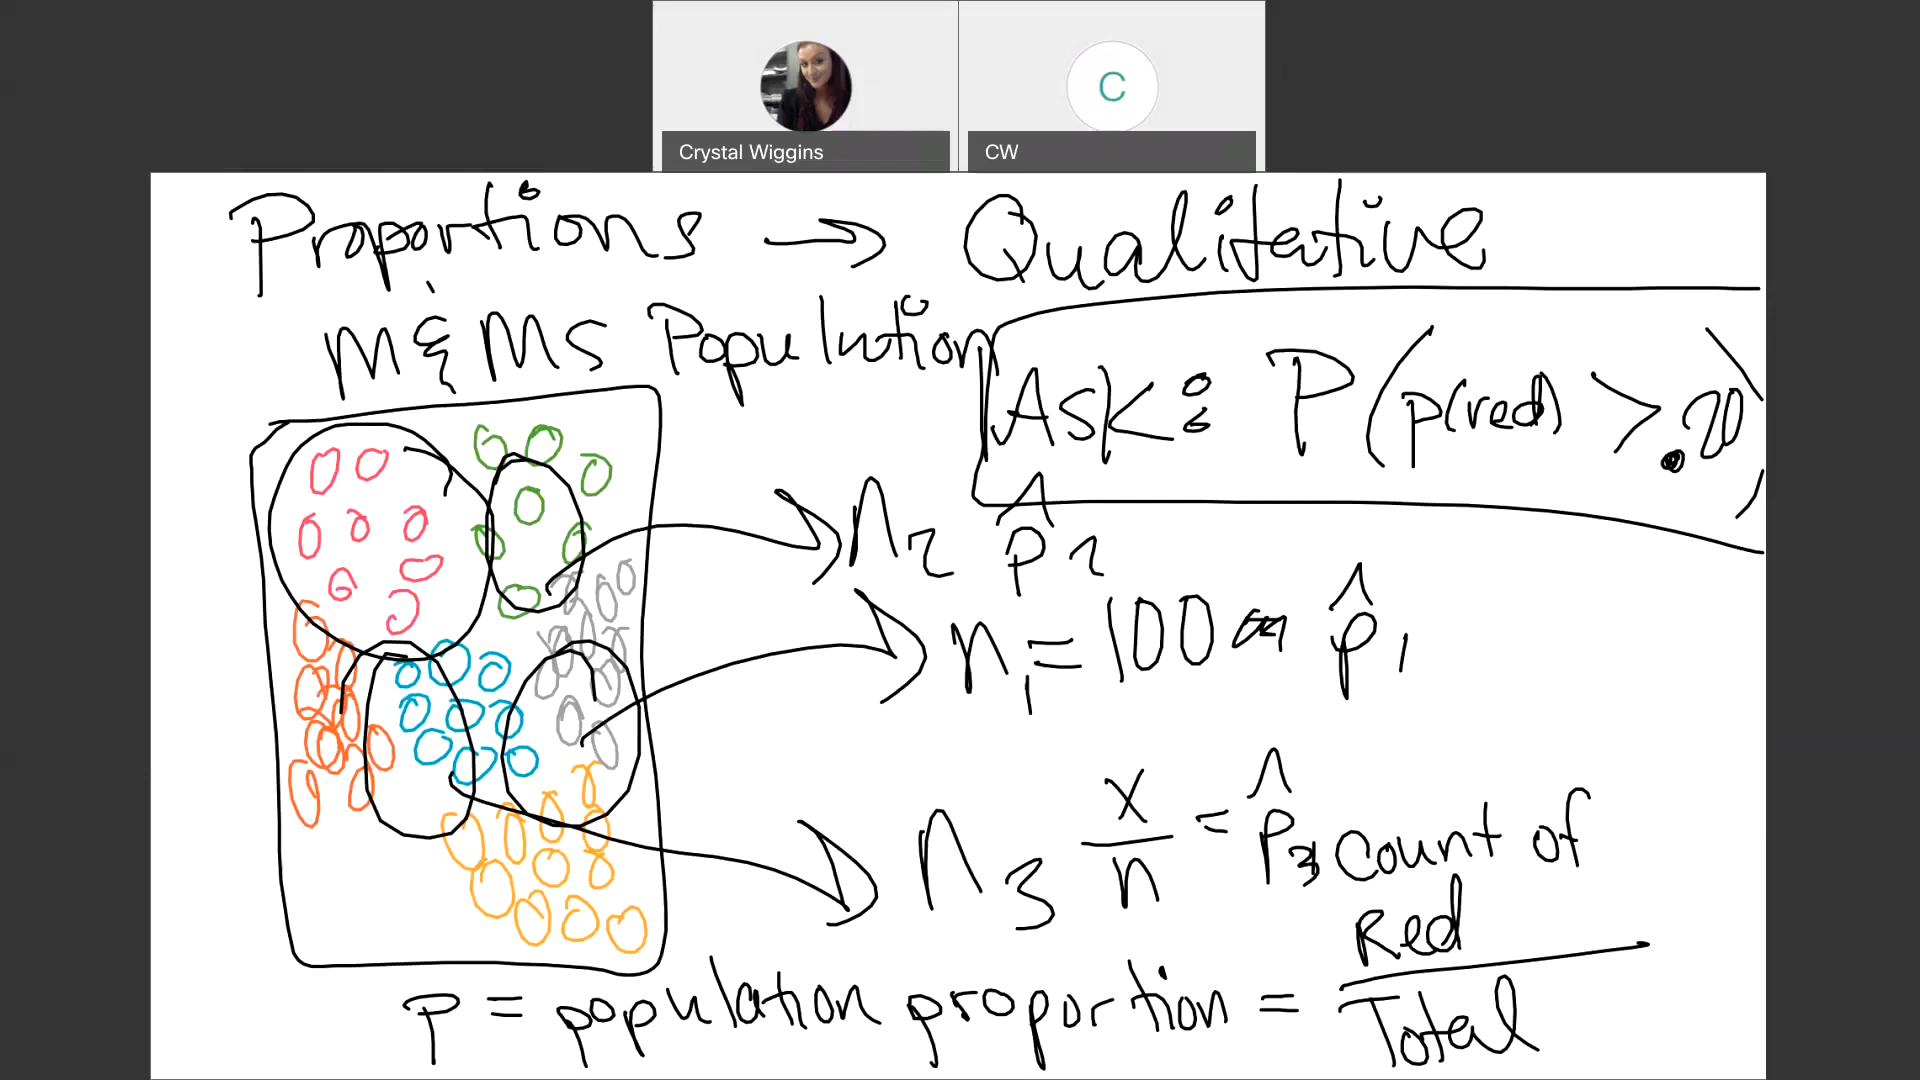 Crystal Wiggins
C
CW
Proportions → Qualitative
M&Ms Population
Ask: P(p(red) > .20)
n₂ p̂₂
n₁ = 100 p̂₁
n₃ x/n = p̂₃ count of
Red
p = population proportion = Total